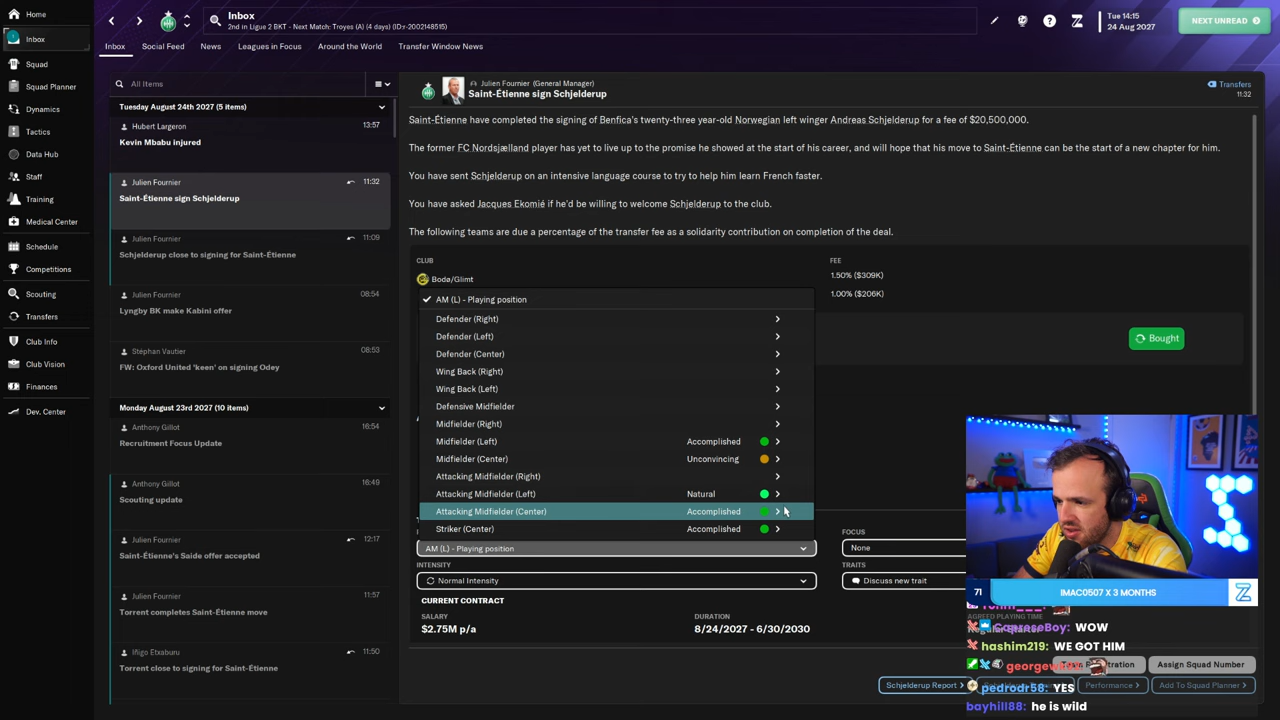 Home
Inbox
Squad
Squad Planner
Dynamics
Tactics
Data Hub
Staff
Training
Medical Center
Schedule
Competitions
Scouting
Transfers
Club Info
Club Vision
Finances
Dev. Center
Inbox
2nd in Ligue 2 BKT - Next Match: Troyes (A) (4 days) (ID:r-2002148515)
Tue 14:15
24 Aug 2027
NEXT UNREAD
Inbox
Social Feed
News
Leagues in Focus
Around the World
Transfer Window News
All Items
Tuesday August 24th 2027 (5 items)
Hubert Largeron 13:57
Kevin Mbabu injured
Julien Fournier 11:32
Saint-Étienne sign Schjelderup
Julien Fournier 11:09
Schjelderup close to signing for Saint-Étienne
Julien Fournier 08:54
Lyngby BK make Kabini offer
Stéphan Vautier 08:53
FW: Oxford United 'keen' on signing Odey
Monday August 23rd 2027 (10 items)
Anthony Gillot 16:54
Recruitment Focus Update
Anthony Gillot 16:49
Scouting update
Julien Fournier 12:17
Saint-Étienne's Saide offer accepted
Julien Fournier 11:57
Torrent completes Saint-Étienne move
Iñigo Etxaburu 11:50
Torrent close to signing for Saint-Étienne
Julien Fournier (General Manager)
Saint-Étienne sign Schjelderup
Transfers
11:32
Saint-Étienne have completed the signing of Benfica's twenty-three year-old Norwegian left winger Andreas Schjelderup for a fee of $20,500,000.
The former FC Nordsjælland player has yet to live up to the promise he showed at the start of his career, and will hope that his move to Saint-Étienne can be the start of a new chapter for him.
You have sent Schjelderup on an intensive language course to try to help him learn French faster.
You have asked Jacques Ekomié if he'd be willing to welcome Schjelderup to the club.
The following teams are due a percentage of the transfer fee as a solidarity contribution on completion of the deal.
CLUB FEE
Bodø/Glimt 1.50% ($309K)
1.00% ($206K)
Bought
AM (L) - Playing position
Defender (Right)
Defender (Left)
Defender (Center)
Wing Back (Right)
Wing Back (Left)
Defensive Midfielder
Midfielder (Right)
Midfielder (Left) Accomplished
Midfielder (Center) Unconvincing
Attacking Midfielder (Right)
Attacking Midfielder (Left) Natural
Attacking Midfielder (Center) Accomplished
Striker (Center) Accomplished
AM (L) - Playing position
FOCUS
None
INTENSITY
Normal Intensity
TRAITS
Discuss new trait
CURRENT CONTRACT
SALARY
$2.75M p/a
DURATION
8/24/2027 - 6/30/2030
Assign Squad Number
Schjelderup Report
Performance
Add To Squad Planner
71 IMAC0507 X 3 MONTHS
WOW
hashim219: WE GOT HIM
pedrodr58: YES
bayhill88: he is wild